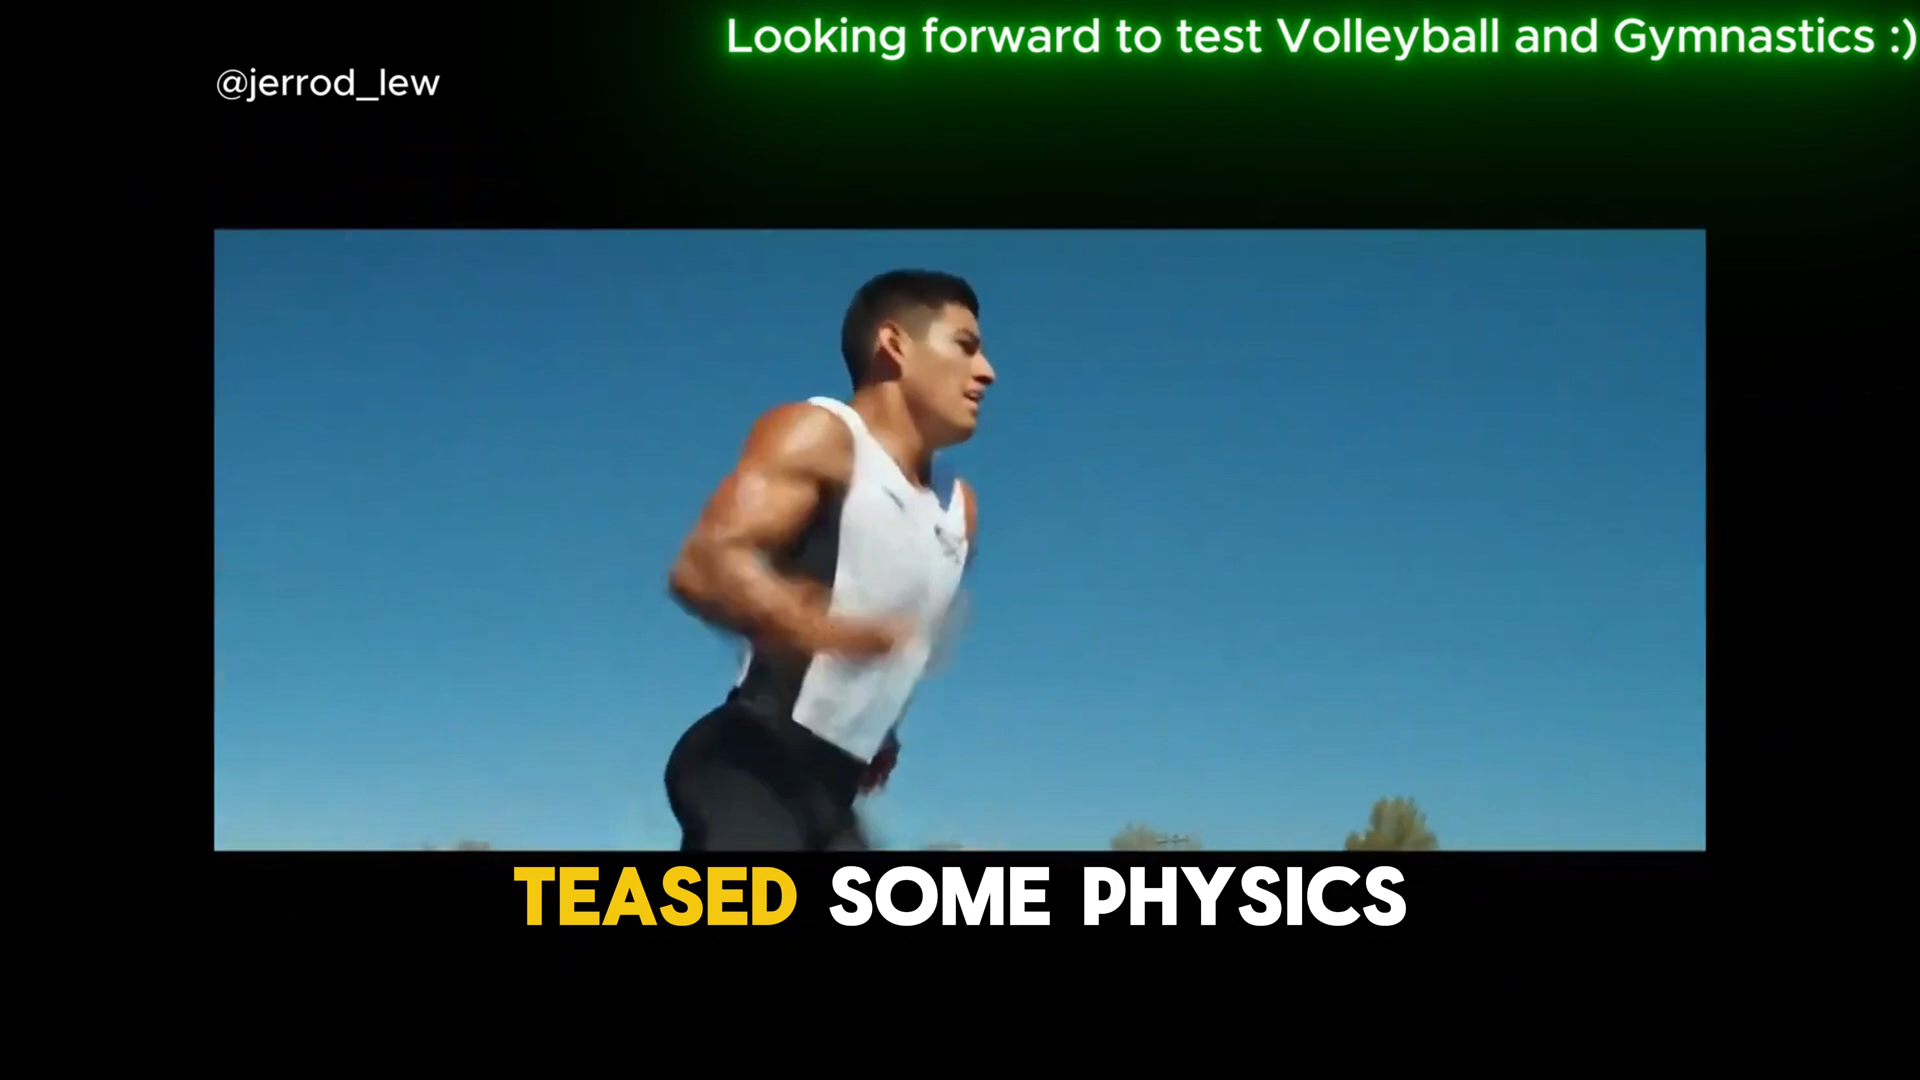 Looking forward to test Volleyball and Gymnastics :)
@jerrod_lew
TEASED SOME PHYSICS